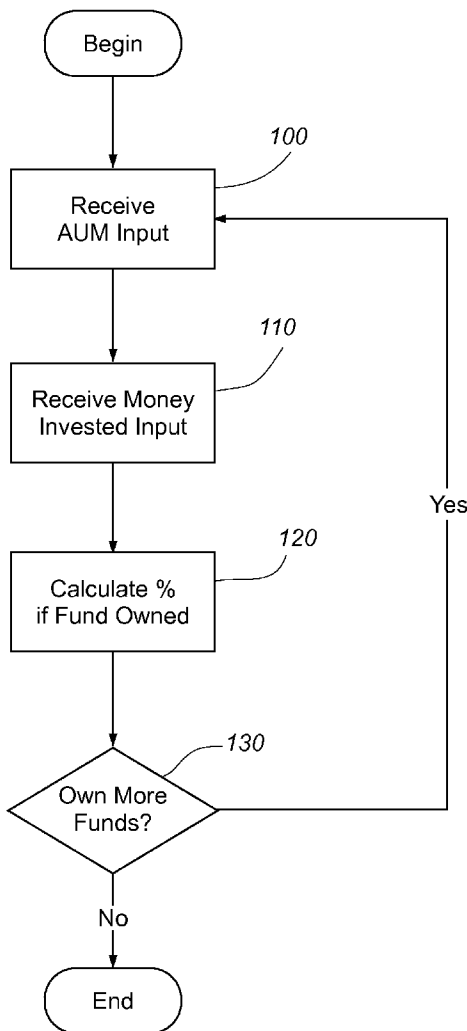 Begin
100
Receive
AUM Input
110
Receive Money
Invested Input
Yes
120
Calculate %
if Fund Owned
130
Own More
Funds?
No
End